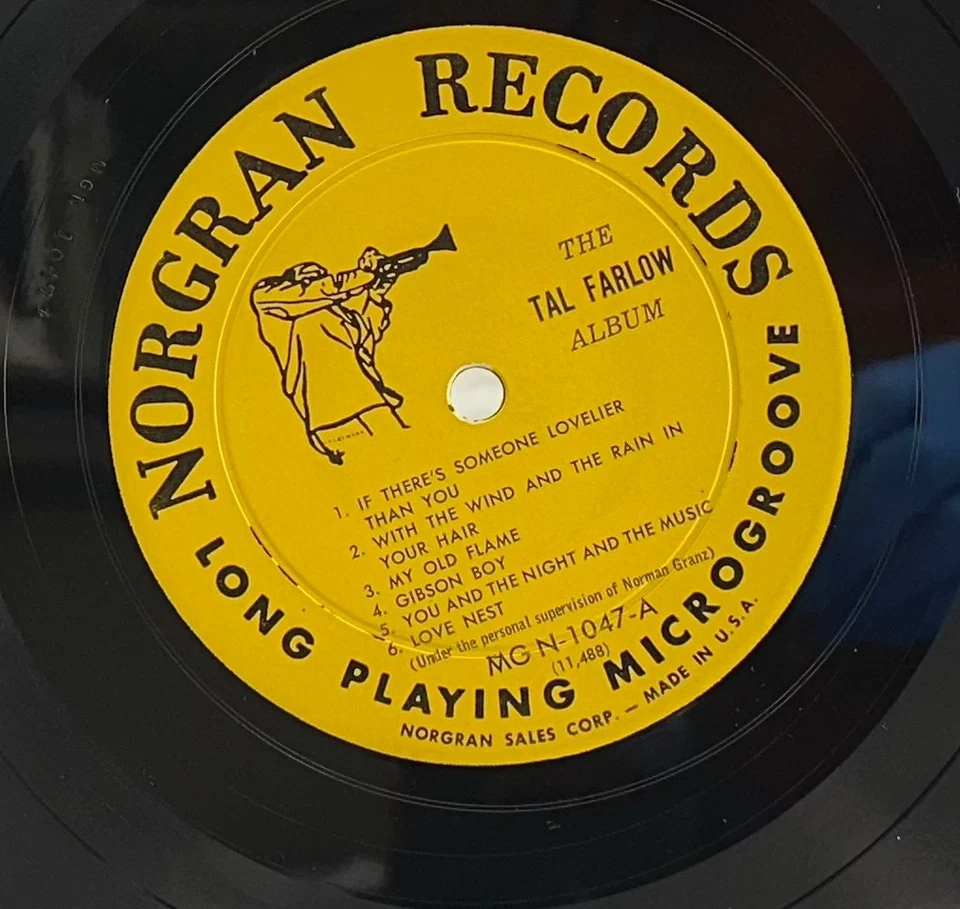 NORGRAN RECORDS
THE
TAL FARLOW
ALBUM
1. IF THERE'S SOMEONE LOVELIER
THAN YOU
2. WITH THE WIND AND THE RAIN IN
YOUR HAIR
3. MY OLD FLAME
4. GIBSON BOY
5. YOU AND THE NIGHT AND THE MUSIC
6. LOVE NEST
(Under the personal supervision of Norman Granz)
MG N-1047-A
(11,488)
LONG PLAYING MICROGROOVE
NORGRAN SALES CORP. — MADE IN U.S.A.